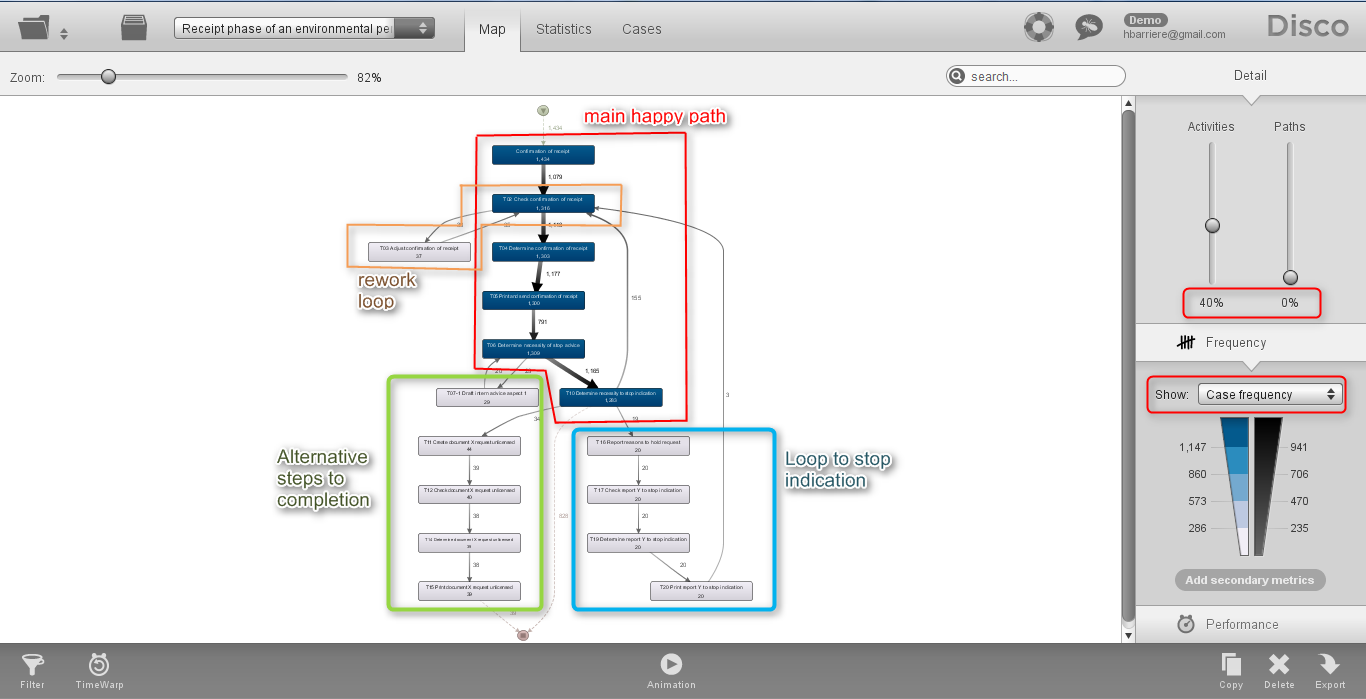 Receipt phase of an environmental pe
Map
Statistics
Cases
Demo
hbarriere@gmail.com
Disco
Zoom:
82%
search...
Detail
main happy path
1,434
Confirmation of receipt
1,434
1,079
T02 Check confirmation of receipt
1,316
T03 Adjust confirmation of receipt
37
rework
loop
T04 Determine confirmation of receipt
1,303
1,177
T05 Print and send confirmation of receipt
1,300
791
T06 Determine necessity of stop advice
1,309
1,165
155
3
T07-1 Draft intern advice aspect 1
29
T10 Determine necessity to stop indication
1,283
34
19
Alternative
steps to
completion
T11 Create document X request unlicensed
44
39
T12 Check document X request unlicensed
40
38
T14 Determine document X request unlicensed
39
38
T15 Print document X request unlicensed
39
39
828
T16 Report reasons to hold request
20
20
T17 Check report Y to stop indication
20
20
T19 Determine report Y to stop indication
20
20
T20 Print report Y to stop indication
20
Loop to stop
indication
Activities
Paths
40%
0%
Frequency
Show:
Case frequency
1,147
941
860
706
573
470
286
235
Add secondary metrics
Performance
Filter
TimeWarp
Animation
Copy
Delete
Export